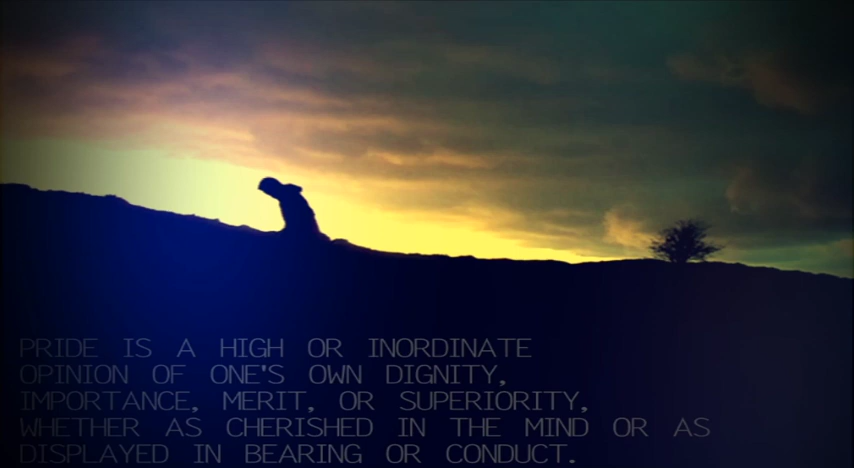 PRIDE IS A HIGH OR INORDINATE
OPINION OF ONE'S OWN DIGNITY,
IMPORTANCE, MERIT, OR SUPERIORITY,
WHETHER AS CHERISHED IN THE MIND OR AS
DISPLAYED IN BEARING OR CONDUCT.